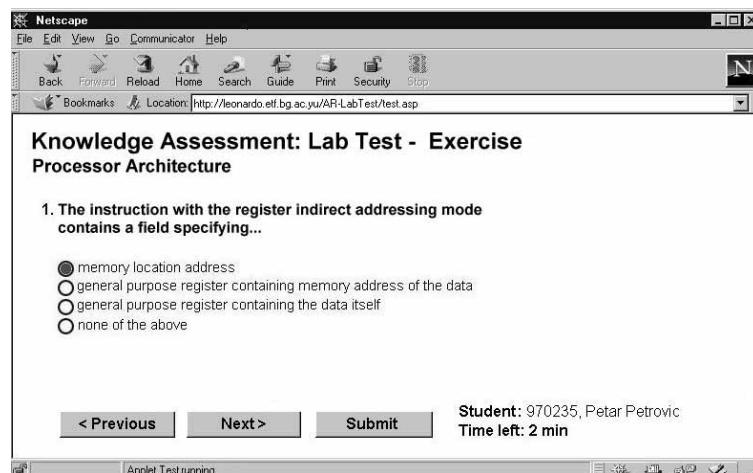 Netscape
File Edit View Go Communicator Help
Back Forward Reload Home Search Guide Print Security Stop
N
Bookmarks Location: http://leonardo.etf.bg.ac.yu/AR-LabTest/test.asp
Knowledge Assessment: Lab Test - Exercise
Processor Architecture
1. The instruction with the register indirect addressing mode
contains a field specifying...
memory location address
general purpose register containing memory address of the data
general purpose register containing the data itself
none of the above
< Previous Next > Submit
Student: 970235, Petar Petrovic
Time left: 2 min
Applet Test running